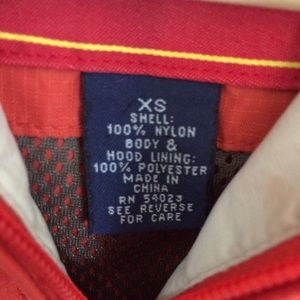 XS
SHELL:
100% NYLON
BODY &
HOOD LINING:
100% POLYESTER
MADE IN
CHINA
RN 54023
SEE REVERSE
FOR CARE